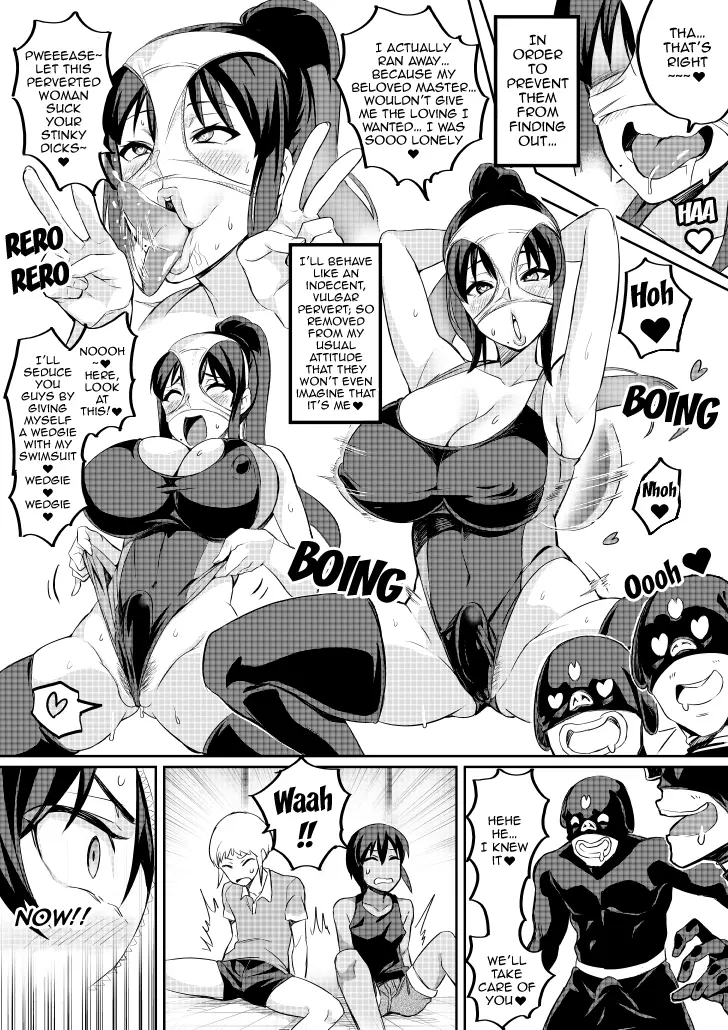 THA...
THAT'S
RIGHT
~~~♥
HAA
♥
IN
ORDER
TO
PREVENT
THEM
FROM
FINDING
OUT...
I ACTUALLY
RAN AWAY...
BECAUSE MY
BELOVED MASTER...
WOULDN'T GIVE
ME THE LOVING I
WANTED... I WAS
SOOO LONELY
♥
PWEEEASE~
LET THIS
PERVERTED
WOMAN
SUCK
YOUR
STINKY
DICKS~
♥
RERO
RERO
I'LL BEHAVE
LIKE AN
INDECENT,
VULGAR
PERVERT; SO
REMOVED
FROM MY
USUAL
ATTITUDE
THAT THEY
WON'T EVEN
IMAGINE THAT
IT'S ME♥
Hoh
♥
BOING
Nhoh
♥
Oooh♥
BOING
NOOOH
~♥
HERE,
LOOK
AT
THIS!♥
I'LL
SEDUCE
YOU
GUYS BY
GIVING
MYSELF
A WEDGIE
WITH MY
SWIMSUIT
♥
WEDGIE
♥
WEDGIE
♥
HEHE
HE...
I KNEW
IT♥
WE'LL
TAKE
CARE OF
YOU♥
Waah
!!
NOW!!